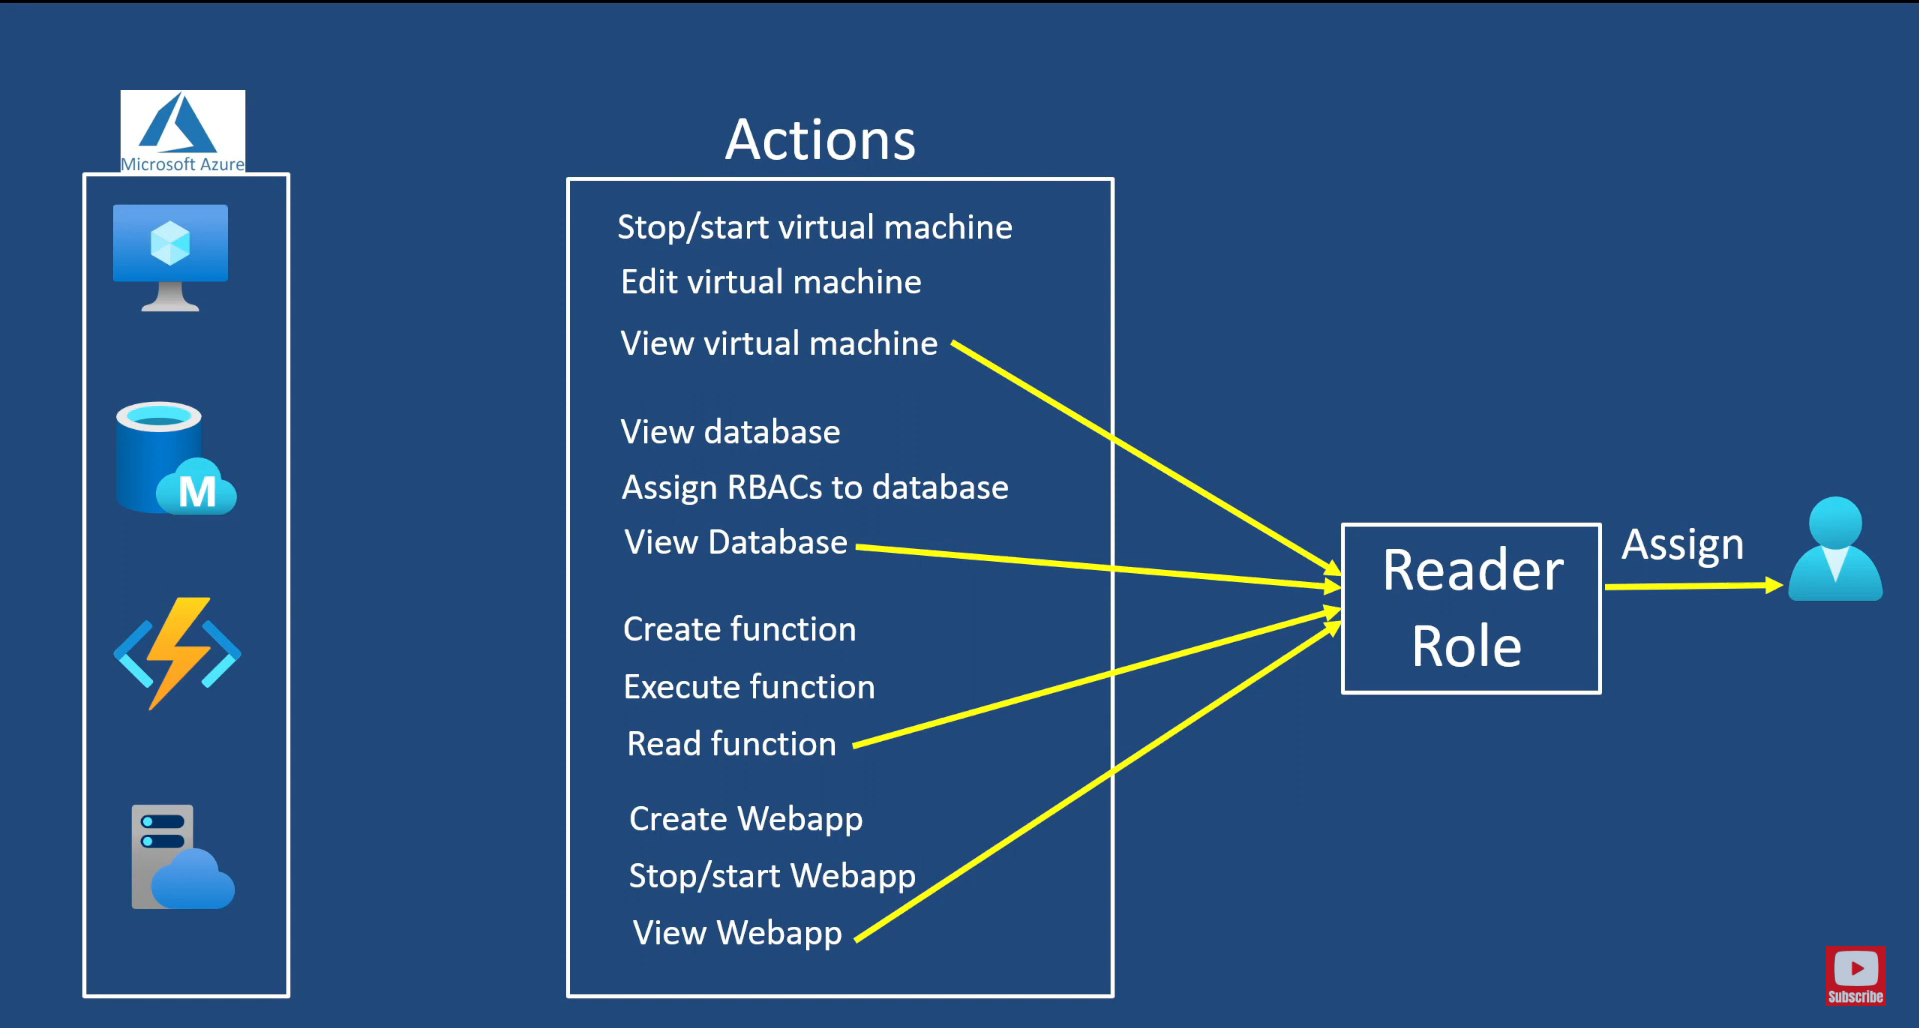 Microsoft Azure
Actions
Stop/start virtual machine
Edit virtual machine
View virtual machine
View database
Assign RBACs to database
View Database
Create function
Execute function
Read function
Create Webapp
Stop/start Webapp
View Webapp
M
Reader
Role
Assign
Subscribe